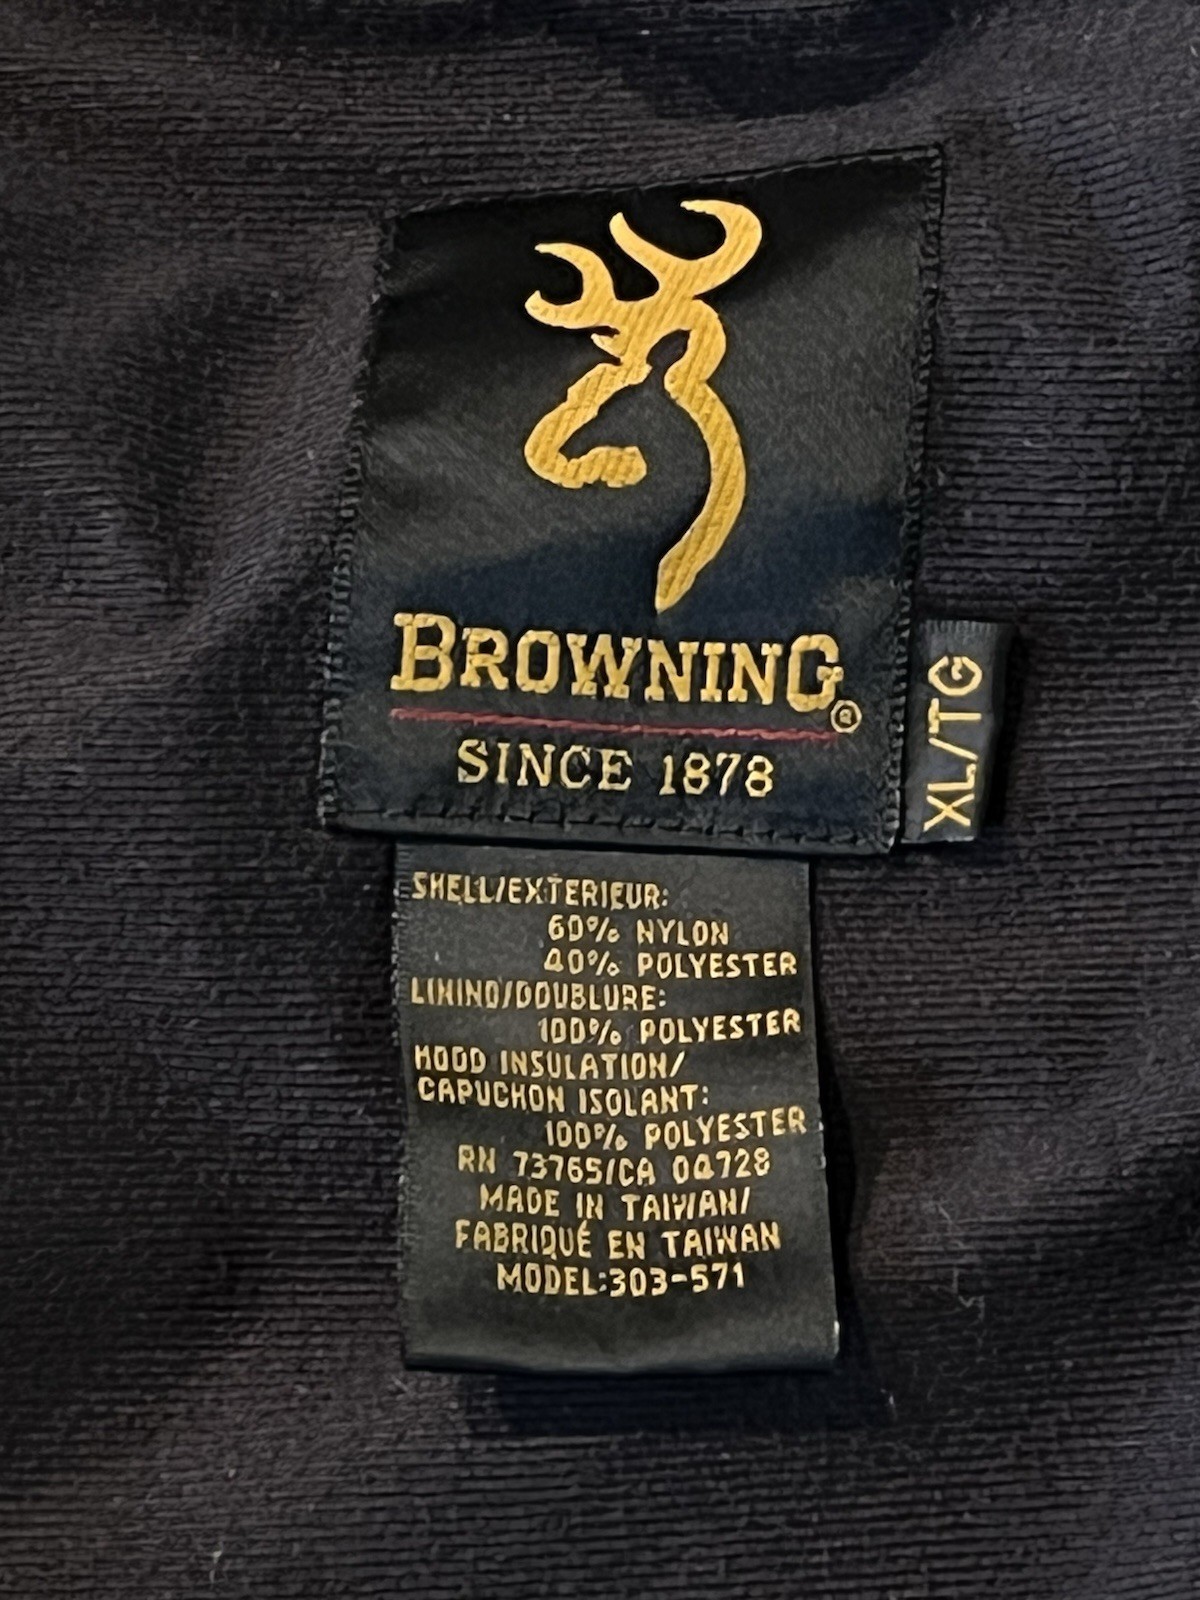 BROWNING®
SINCE 1878
XL/TG
SHELL/EXTERIEUR:
60% NYLON
40% POLYESTER
LINING/DOUBLURE:
100% POLYESTER
HOOD INSULATION/
CAPUCHON ISOLANT:
100% POLYESTER
RN 73765/CA 04728
MADE IN TAIWAN/
FABRIQUÉ EN TAIWAN
MODEL:303-571